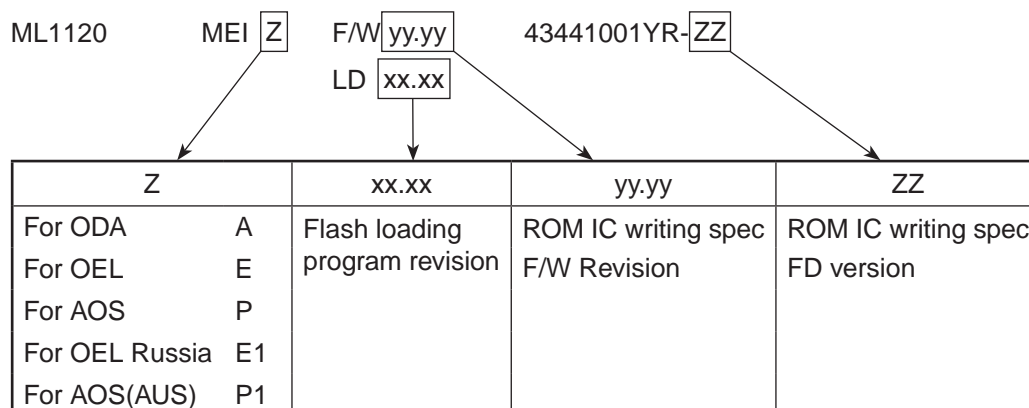 ML1120 MEI Z F/W yy.yy 43441001YR-ZZ
LD xx.xx
Z xx.xx yy.yy ZZ
For ODA A Flash loading ROM IC writing spec ROM IC writing spec
For OEL E program revision F/W Revision FD version
For AOS P
For OEL Russia E1
For AOS(AUS) P1